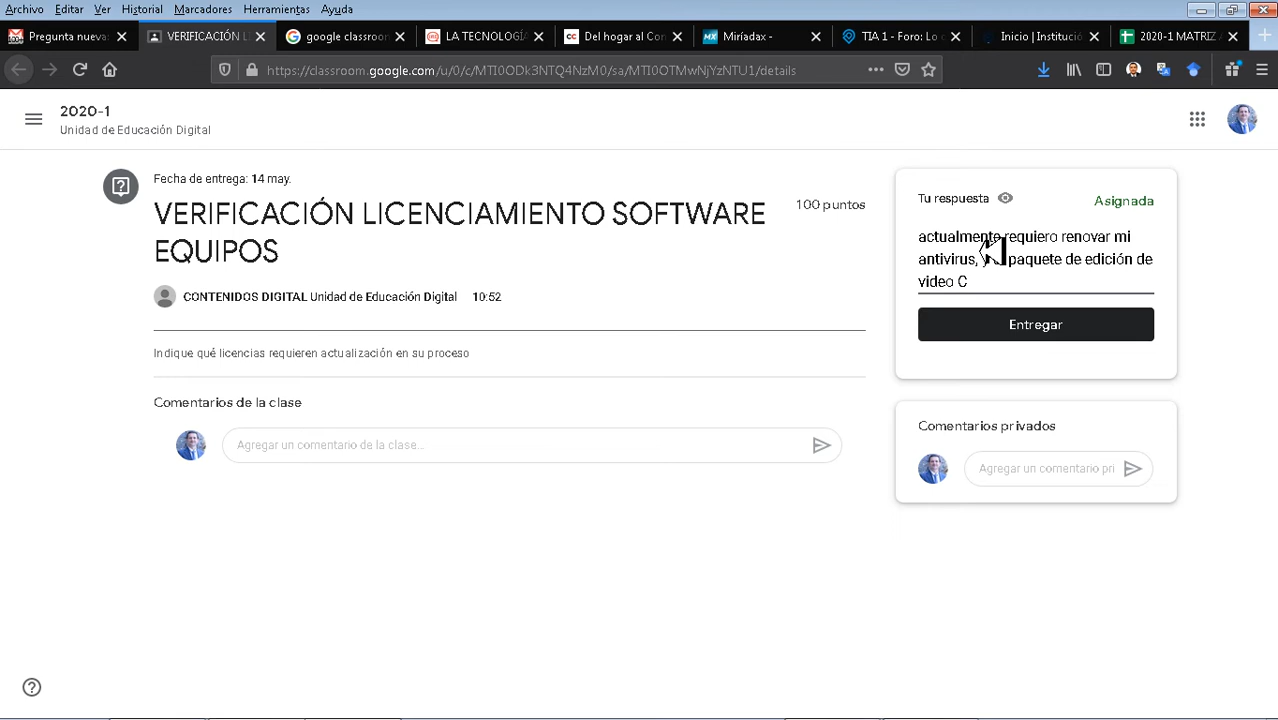 Archivo Editar Ver Historial Marcadores Herramientas Ayuda
Pregunta nueva: VERIFICACIÓN L google classroom LA TECNOLOGÍA Del hogar al Con Miríadax - TIA 1 - Foro: Lo c Inicio | Institució 2020-1 MATRIZ A
https://classroom.google.com/u/0/c/MTI0ODk3NTQ4NzM0/sa/MTI0OTMwNjYzNTU1/details
2020-1
Unidad de Educación Digital
Fecha de entrega: 14 may.
VERIFICACIÓN LICENCIAMIENTO SOFTWARE
EQUIPOS
100 puntos
CONTENIDOS DIGITAL Unidad de Educación Digital 10:52
Indique qué licencias requieren actualización en su proceso
Comentarios de la clase
Agregar un comentario de la clase...
Tu respuesta
Asignada
actualmente requiero renovar mi
antivirus, paquete de edición de
video C
Entregar
Comentarios privados
Agregar un comentario pri